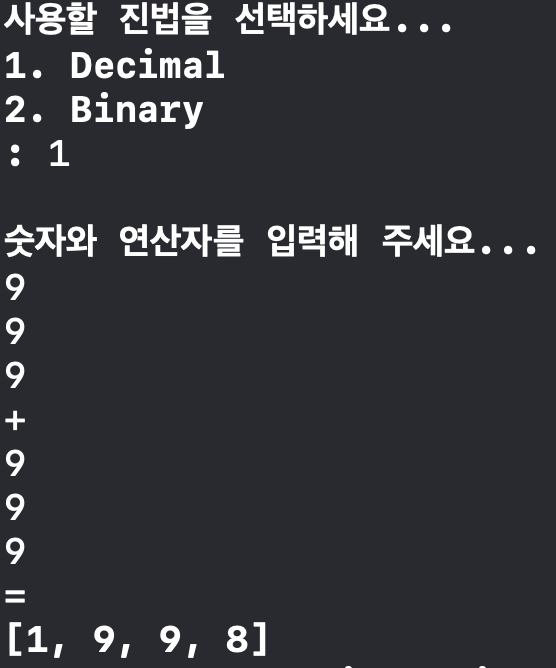 사용할 진법을 선택하세요...
1. Decimal
2. Binary
: 1
숫자와 연산자를 입력해 주세요...
9
9
9
+
9
9
9
=
[1, 9, 9, 8]